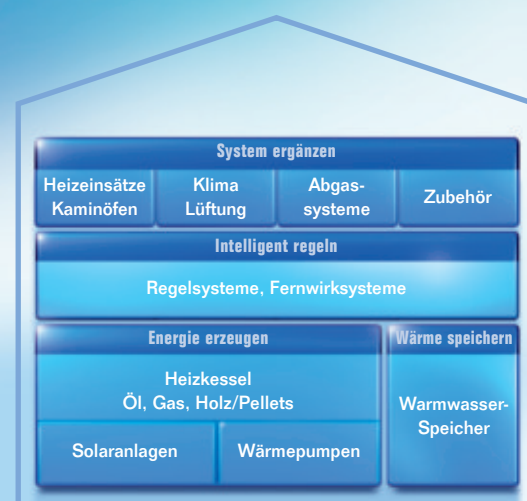 System ergänzen
Heizeinsätze
Kaminöfen
Klima
Lüftung
Abgas-
systeme
Zubehör
Intelligent regeln
Regelsysteme, Fernwirksysteme
Energie erzeugen
Heizkessel
Öl, Gas, Holz/Pellets
Solaranlagen
Wärmepumpen
Wärme speichern
Warmwasser-
Speicher